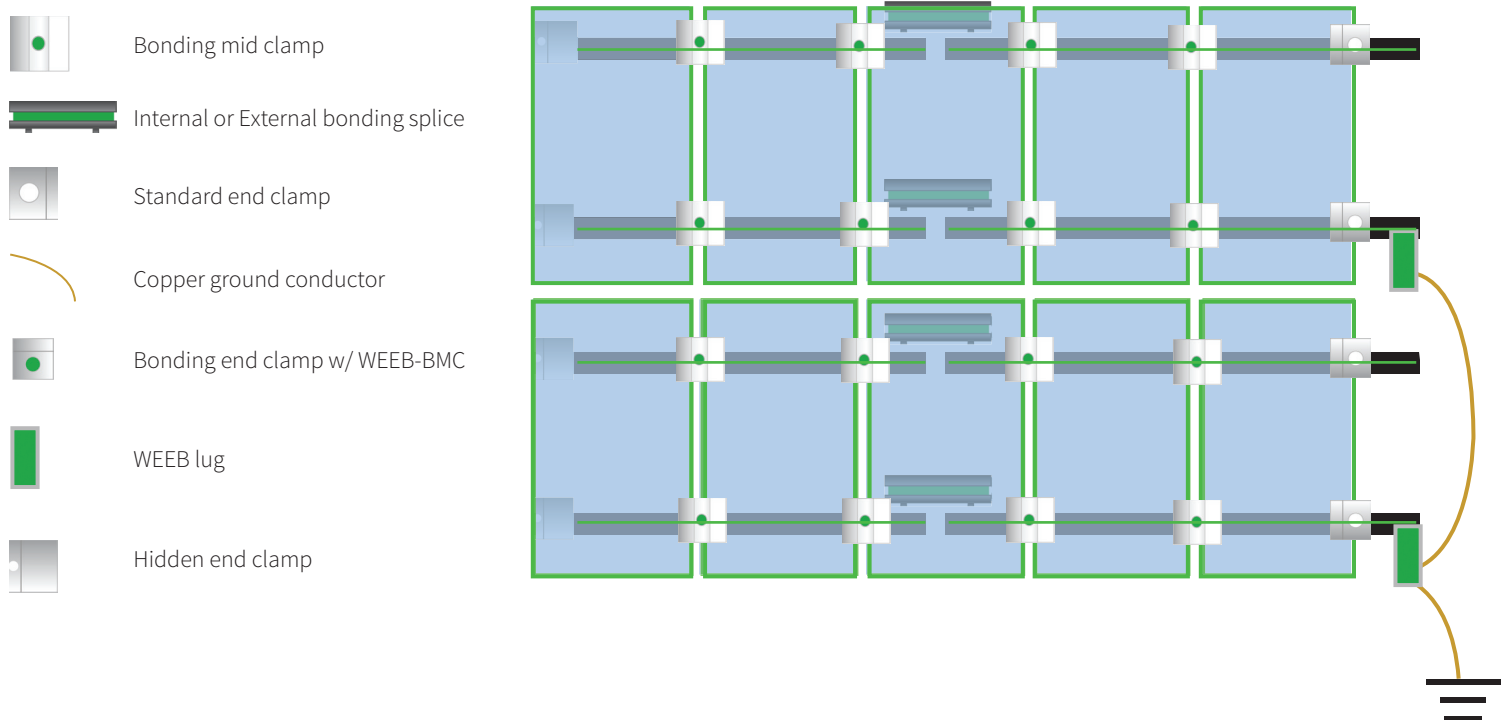 Bonding mid clamp
Internal or External bonding splice
Standard end clamp
Copper ground conductor
Bonding end clamp w/ WEEB-BMC
WEEB lug
Hidden end clamp